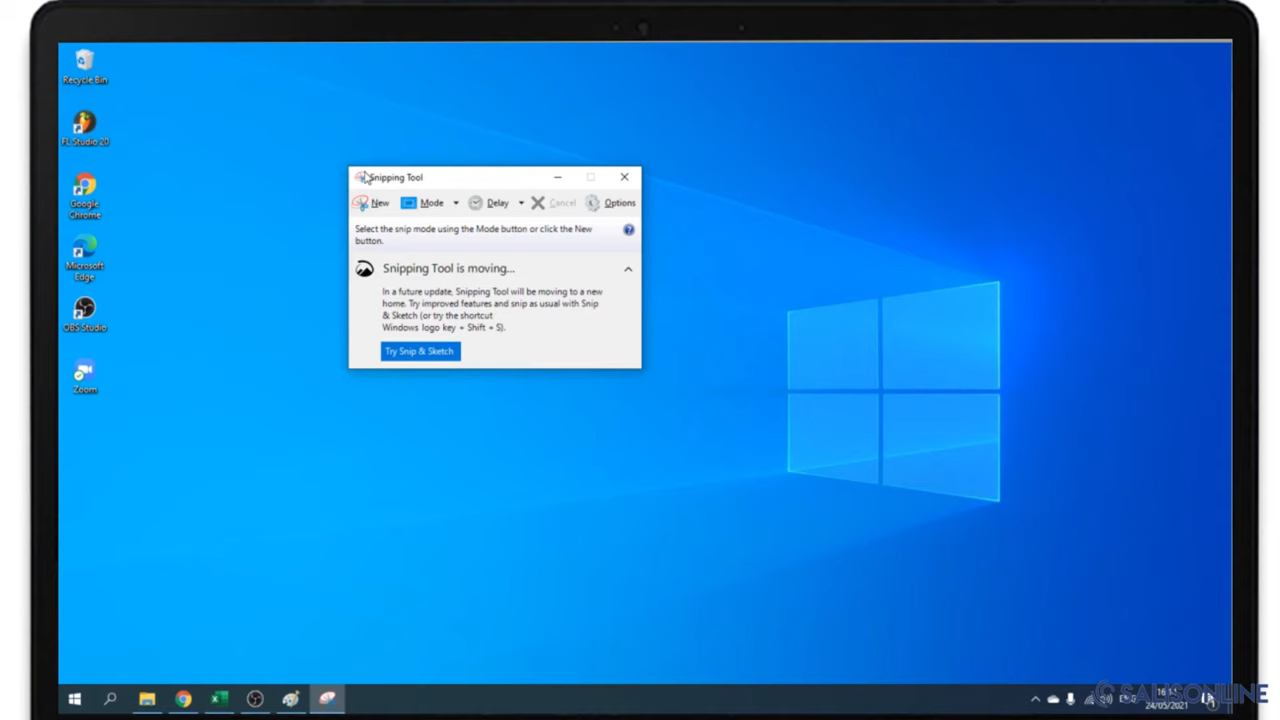 Recycle Bin
FL Studio 20
Google
Chrome
Microsoft
Edge
OBS Studio
Zoom
Snipping Tool
New Mode Delay Cancel Options
Select the snip mode using the Mode button or click the New
button.
Snipping Tool is moving...
In a future update, Snipping Tool will be moving to a new
home. Try improved features and snip as usual with Snip
& Sketch (or try the shortcut
Windows logo key + Shift + S).
Try Snip & Sketch
SALISONLINE
24/05/2021